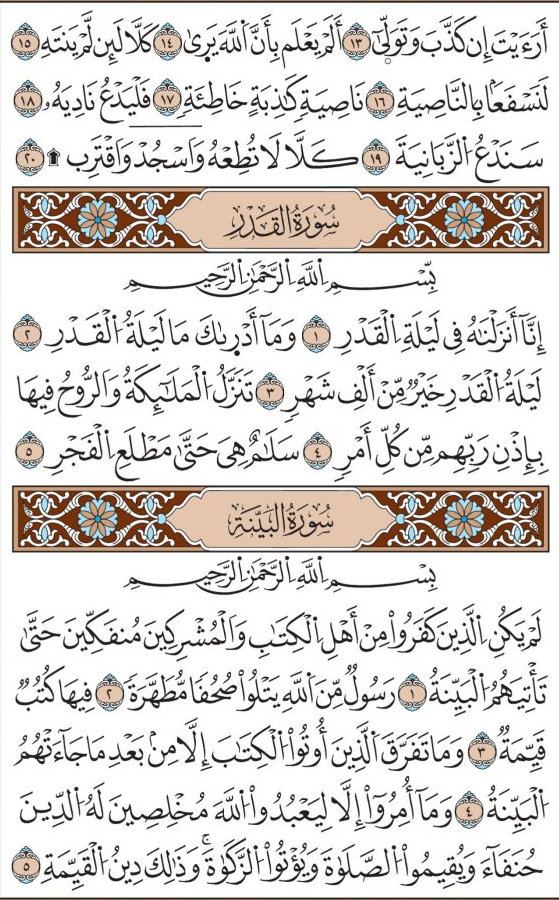 أَرَءَيْتَ إِن كَذَّبَ وَتَوَلَّىٰٓ ١٣ أَلَمْ يَعْلَم بِأَنَّ ٱللَّهَ يَرَىٰ ١٤ كَلَّا لَئِن لَّمْ يَنتَهِ ١٥
لَنَسْفَعًۢا بِٱلنَّاصِيَةِ ١٦ نَاصِيَةٍ كَٰذِبَةٍ خَاطِئَةٍ ١٧ فَلْيَدْعُ نَادِيَهُۥ ١٨
سَنَدْعُ ٱلزَّبَانِيَةَ ١٩ كَلَّا لَا تُطِعْهُ وَٱسْجُدْ وَٱقْتَرِب ۩ ٢٠
سُورَةُ القَدْرِ
بِسْمِ ٱللَّهِ ٱلرَّحْمَٰنِ ٱلرَّحِيمِ
إِنَّآ أَنزَلْنَٰهُ فِى لَيْلَةِ ٱلْقَدْرِ ١ وَمَآ أَدْرَىٰكَ مَا لَيْلَةُ ٱلْقَدْرِ ٢
لَيْلَةُ ٱلْقَدْرِ خَيْرٌ مِّنْ أَلْفِ شَهْرٍ ٣ تَنَزَّلُ ٱلْمَلَٰٓئِكَةُ وَٱلرُّوحُ فِيهَا
بِإِذْنِ رَبِّهِم مِّن كُلِّ أَمْرٍ ٤ سَلَٰمٌ هِىَ حَتَّىٰ مَطْلَعِ ٱلْفَجْرِ ٥
سُورَةُ البَيِّنَةِ
بِسْمِ ٱللَّهِ ٱلرَّحْمَٰنِ ٱلرَّحِيمِ
لَمْ يَكُنِ ٱلَّذِينَ كَفَرُوا۟ مِنْ أَهْلِ ٱلْكِتَٰبِ وَٱلْمُشْرِكِينَ مُنفَكِّينَ حَتَّىٰ
تَأْتِيَهُمُ ٱلْبَيِّنَةُ ١ رَسُولٌ مِّنَ ٱللَّهِ يَتْلُوا۟ صُحُفًا مُّطَهَّرَةً ٢ فِيهَا كُتُبٌ
قَيِّمَةٌ ٣ وَمَا تَفَرَّقَ ٱلَّذِينَ أُوتُوا۟ ٱلْكِتَٰبَ إِلَّا مِنۢ بَعْدِ مَا جَآءَتْهُمُ
ٱلْبَيِّنَةُ ٤ وَمَآ أُمِرُوٓا۟ إِلَّا لِيَعْبُدُوا۟ ٱللَّهَ مُخْلِصِينَ لَهُ ٱلدِّينَ
حُنَفَآءَ وَيُقِيمُوا۟ ٱلصَّلَوٰةَ وَيُؤْتُوا۟ ٱلزَّكَوٰةَ ۚ وَذَٰلِكَ دِينُ ٱلْقَيِّمَةِ ٥